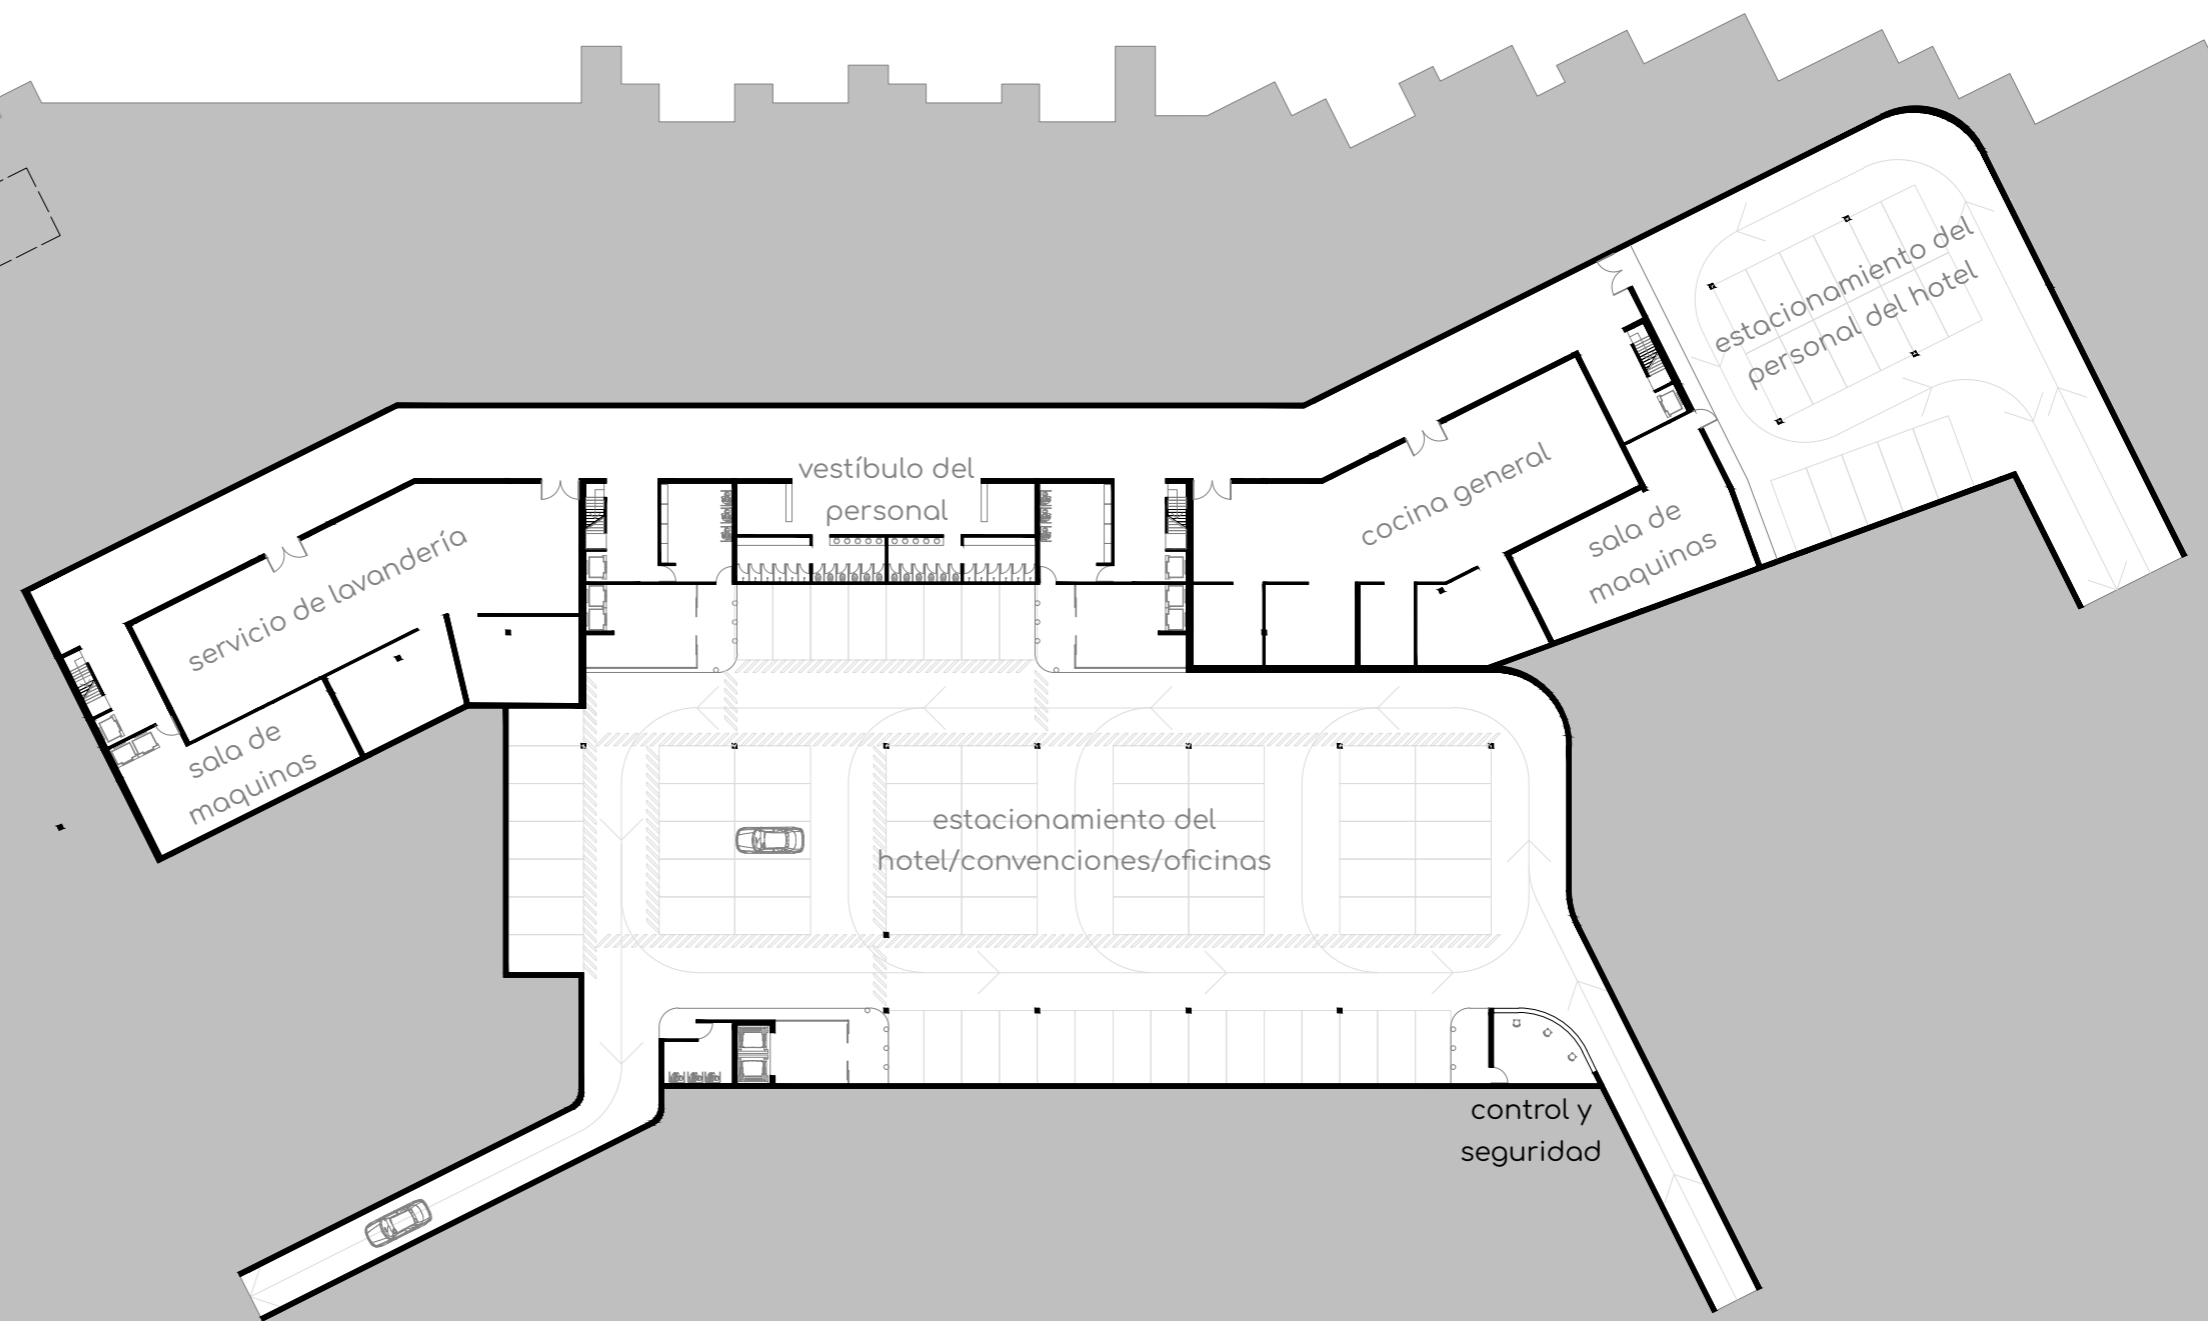 estacionamiento del
personal del hotel
vestíbulo del
personal
cocina general
sala de
maquinas
servicio de lavandería
sala de
maquinas
estacionamiento del
hotel/convenciones/oficinas
control y
seguridad